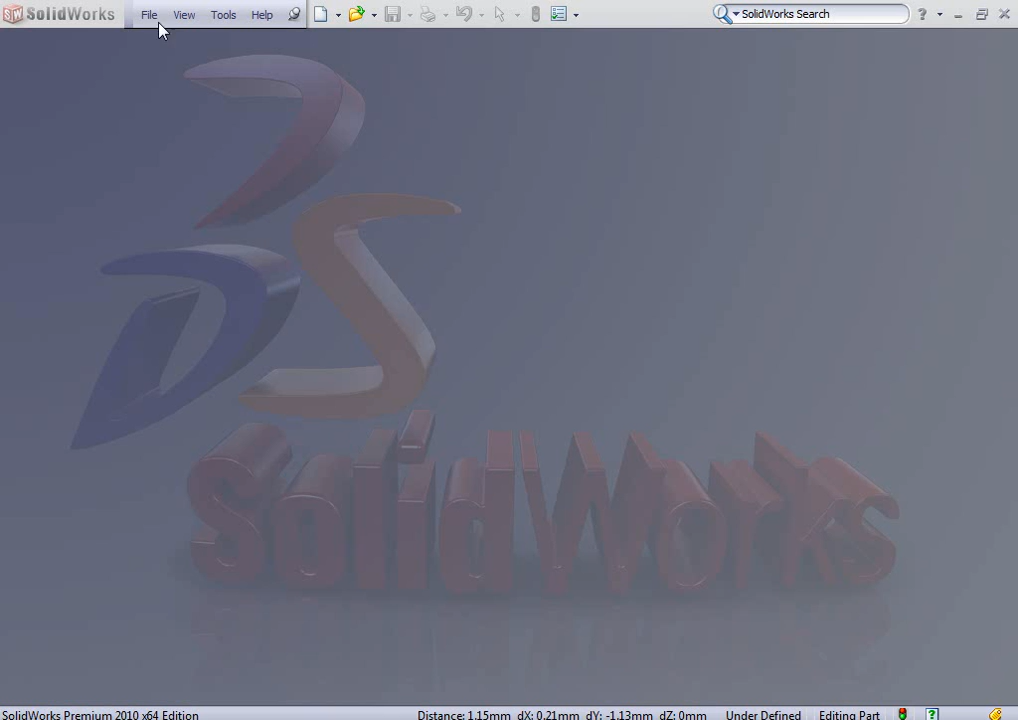 SolidWorks File View Tools Help SolidWorks Search ?
DS
SolidWorks
SolidWorks Premium 2010 x64 Edition Distance: 1.15mm dX: 0.21mm dY: -1.13mm dZ: 0mm Under Defined Editing Part ?